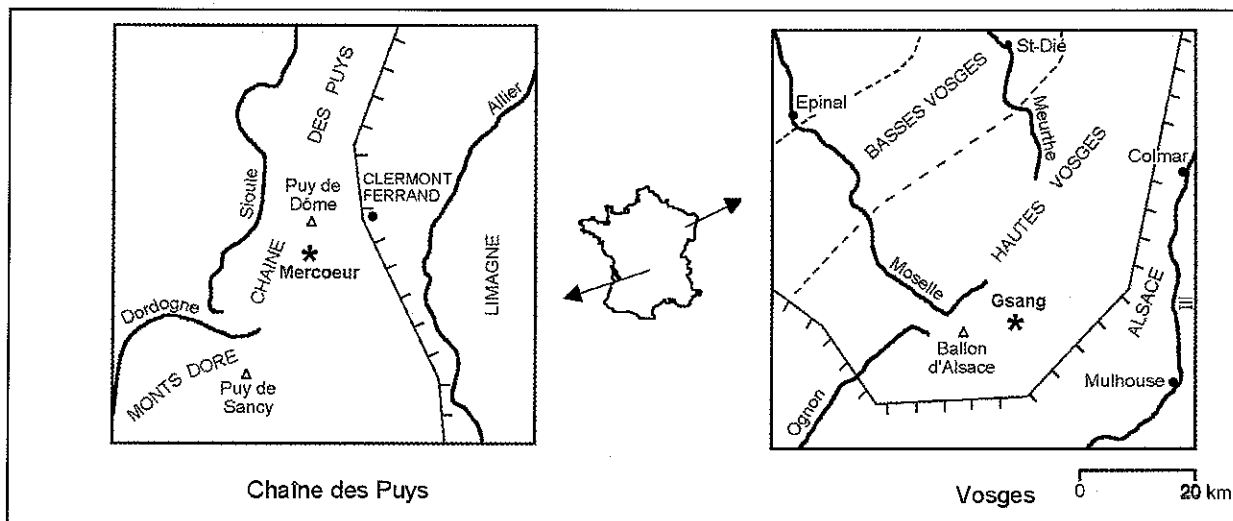 CHAINE DES PUYS
Sioule
Allier
Puy de
Dôme
CLERMONT
FERRAND
Mercoeur
LIMAGNE
Dordogne
MONTS DORE
Puy de
Sancy
Chaîne des Puys
St-Dié
Epinal
BASSES VOSGES
Meurthe
Colmar
HAUTES VOSGES
Moselle
Gsang
ALSACE
Ill
Ballon
d'Alsace
Mulhouse
Ognon
Vosges
0
20 km